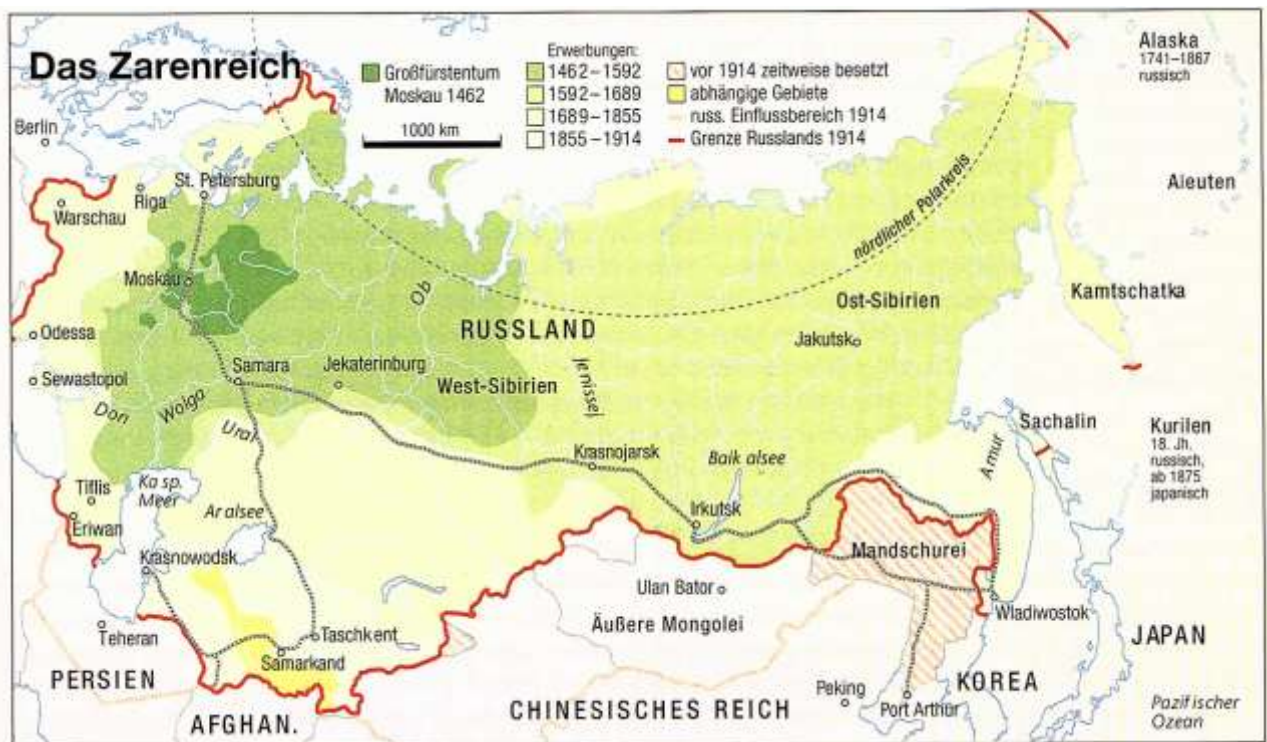 Das Zarenreich
Großfürstentum
Moskau 1462
1000 km
Erwerbungen:
1462–1592
1592–1689
1689–1855
1855–1914
vor 1914 zeitweise besetzt
abhängige Gebiete
russ. Einflussbereich 1914
Grenze Russlands 1914
Alaska
1741–1867
russisch
Berlin
St. Petersburg
Riga
Warschau
nördlicher Polarkreis
Aleuten
Moskau
Ob
Ost-Sibirien
Kamtschatka
RUSSLAND
Odessa
Jakutsk
Samara
Jekaterinburg
Sewastopol
West-Sibirien
Jenissej
Don
Wolga
Ural
Sachalin
Kurilen
18. Jh.
russisch,
ab 1875
japanisch
Krasnojarsk
Baikalsee
Amur
Tiflis
Kasp.
Meer
Aralsee
Eriwan
Irkutsk
Mandschurei
Krasnowodsk
Ulan Bator
Wladiwostok
Äußere Mongolei
Teheran
Taschkent
JAPAN
Samarkand
PERSIEN
KOREA
Peking
Port Arthur
CHINESISCHES REICH
Pazifischer
Ozean
AFGHAN.